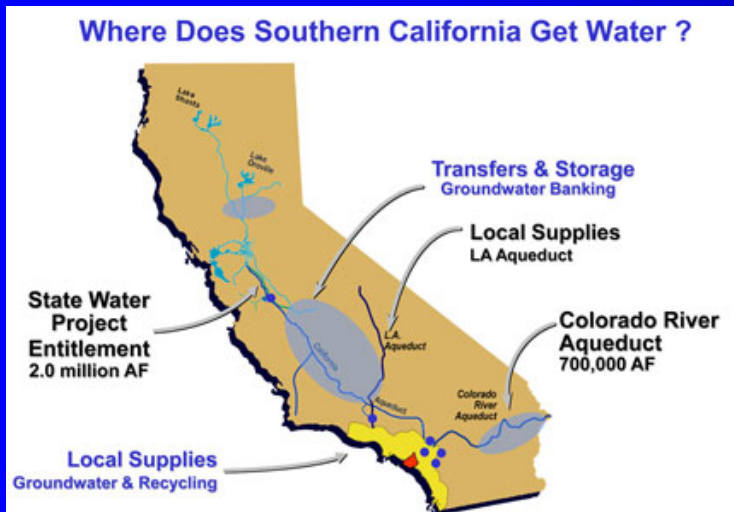 Where Does Southern California Get Water ?
Lake
Shasta
Lake
Oroville
Transfers & Storage
Groundwater Banking
Local Supplies
LA Aqueduct
State Water
Project
Entitlement
2.0 million AF
L.A.
Aqueduct
Colorado River
Aqueduct
700,000 AF
California
Aqueduct
Colorado
River
Aqueduct
Local Supplies
Groundwater & Recycling